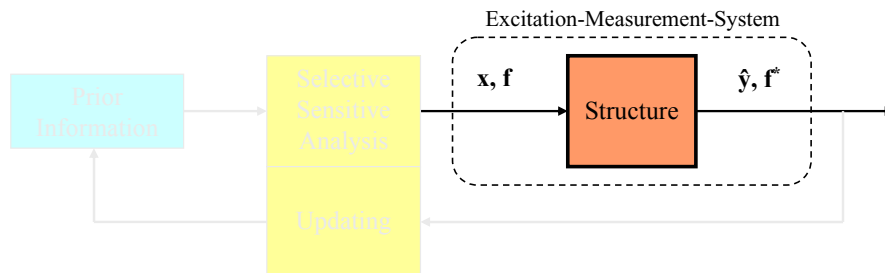 Excitation-Measurement-System
Prior
Information
Selective
Sensitive
Analysis
x, f
Structure
ŷ, f*
Updating